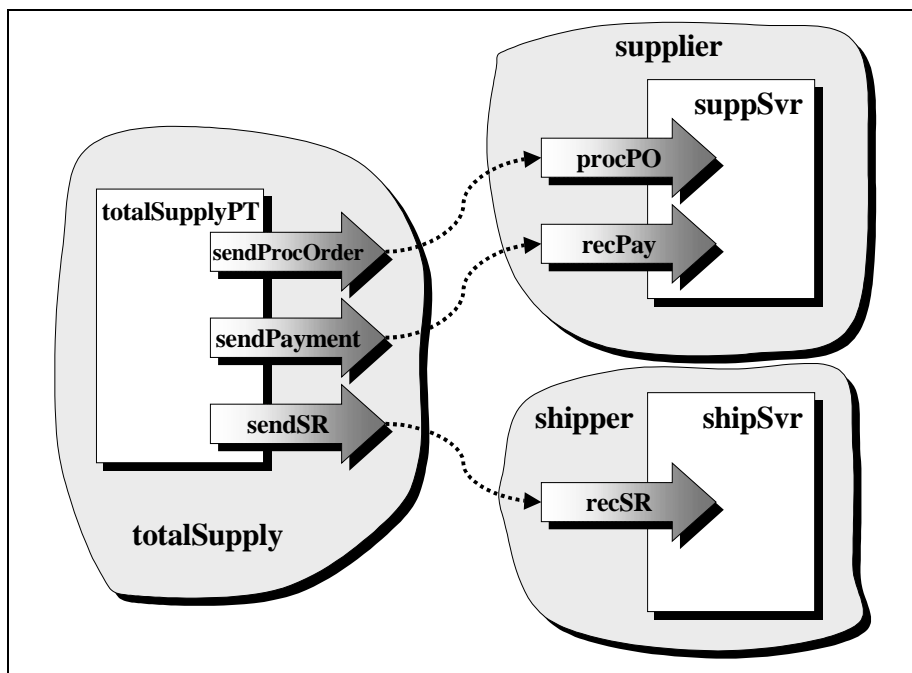 totalSupplyPT
sendProcOrder
sendPayment
sendSR
totalSupply
supplier
suppSvr
procPO
recPay
shipper
shipSvr
recSR